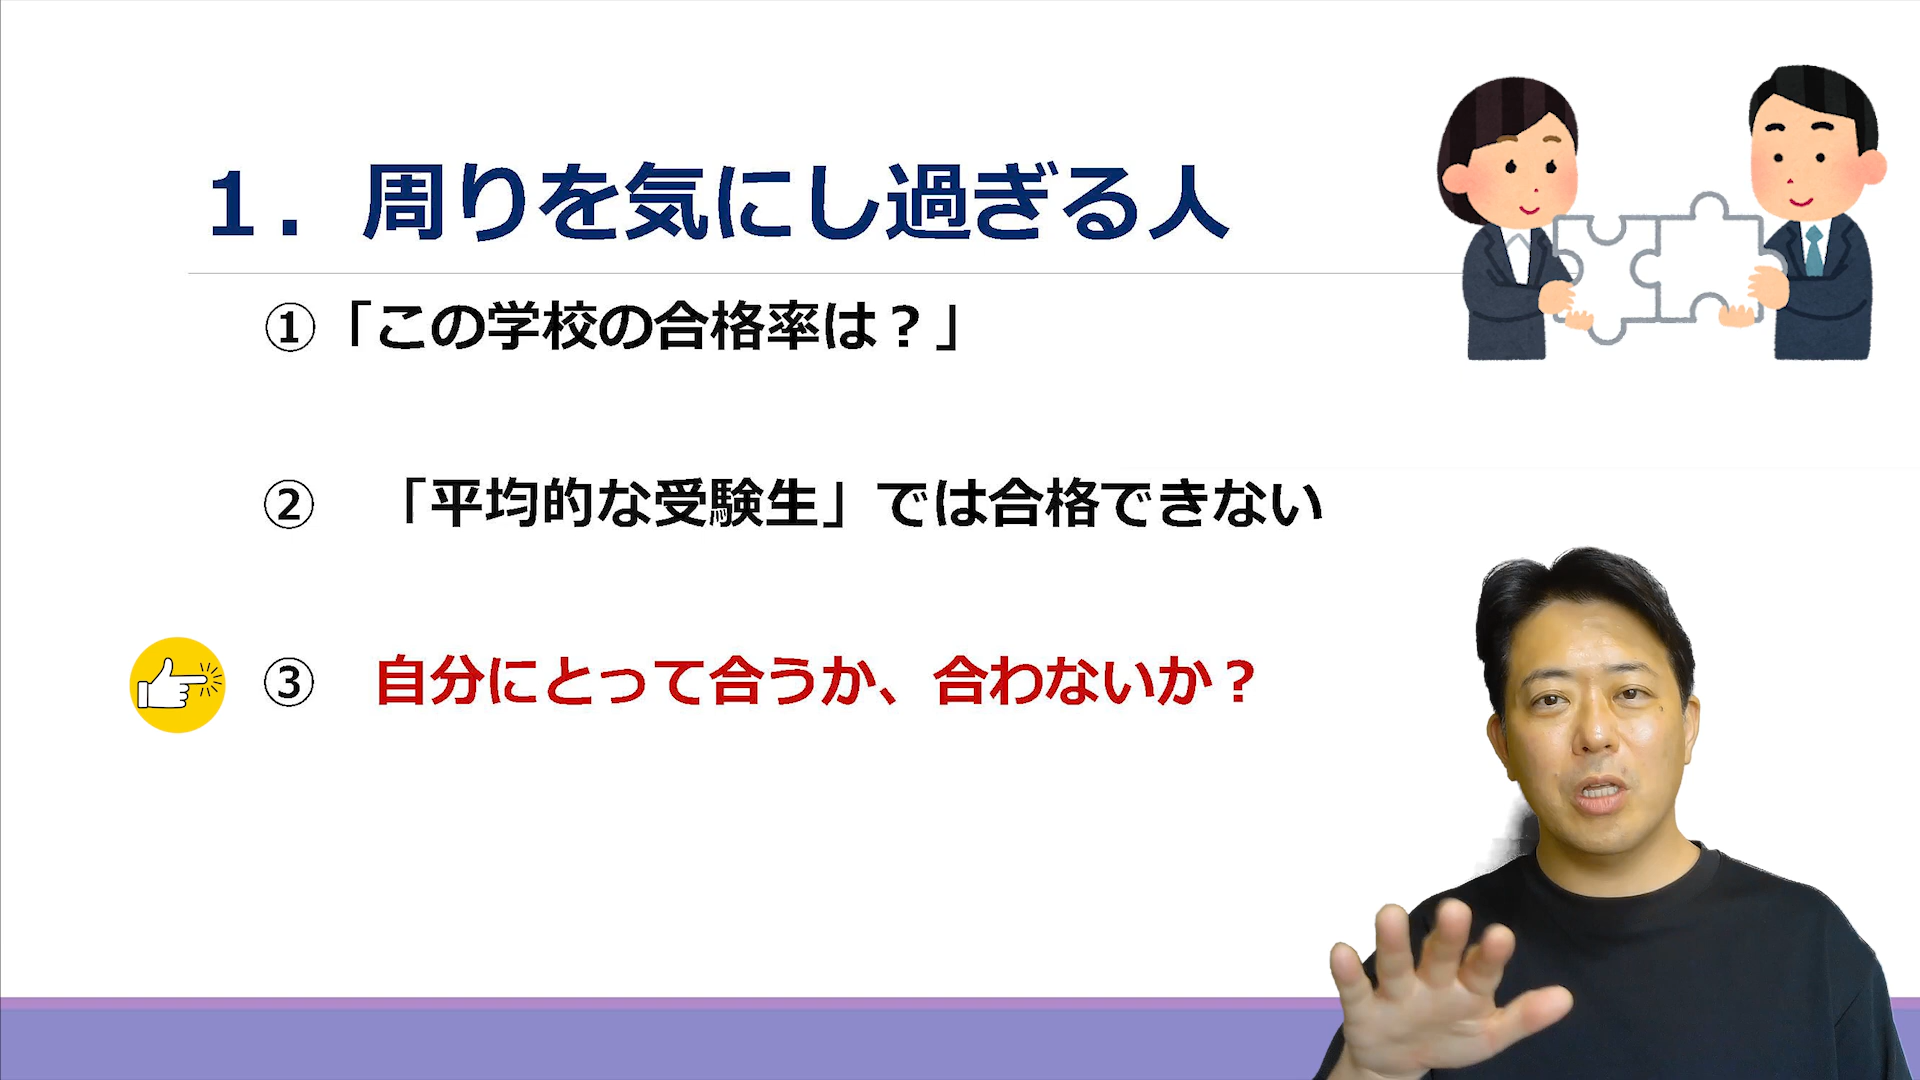 １．周りを気にし過ぎる人
①「この学校の合格率は？」
②　「平均的な受験生」では合格できない
③　自分にとって合うか、合わないか？